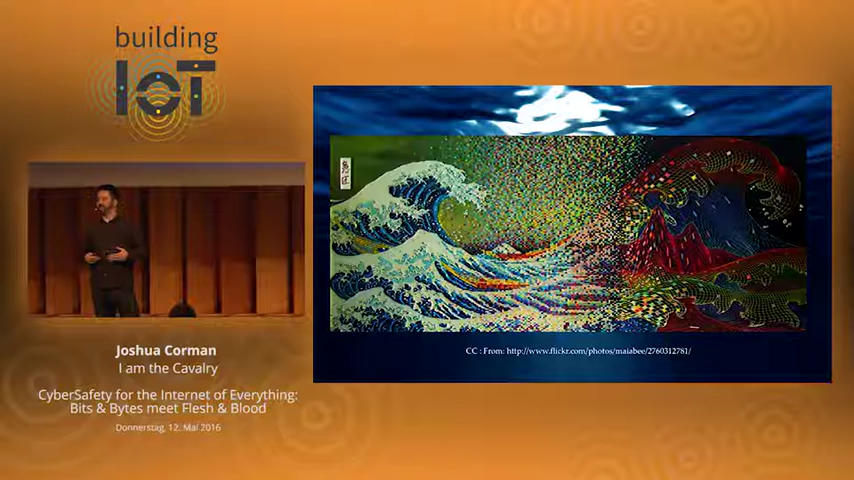 building
IoT
Joshua Corman
I am the Cavalry
CyberSafety for the Internet of Everything:
Bits & Bytes meet Flesh & Blood
Donnerstag, 12. Mai 2016
CC : From: http://www.flickr.com/photos/maiabee/2760312781/